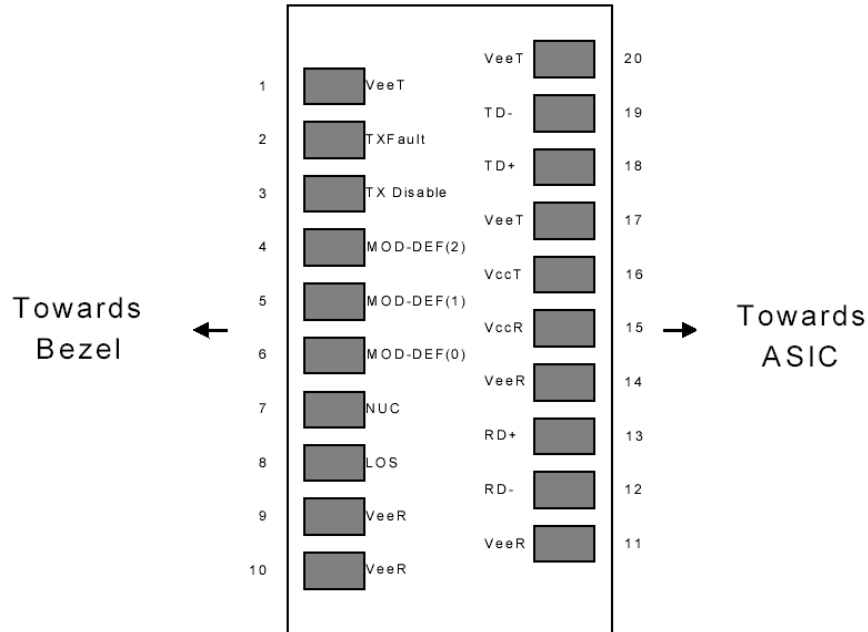 VeeT 20
1 VeeT
TD- 19
2 TXFault
TD+ 18
3 TX Disable
VeeT 17
4 MOD-DEF(2)
VccT 16
5 MOD-DEF(1)
Towards
Bezel
VccR 15
Towards
ASIC
6 MOD-DEF(0)
VeeR 14
7 NUC
RD+ 13
8 LOS
RD- 12
9 VeeR
VeeR 11
10 VeeR